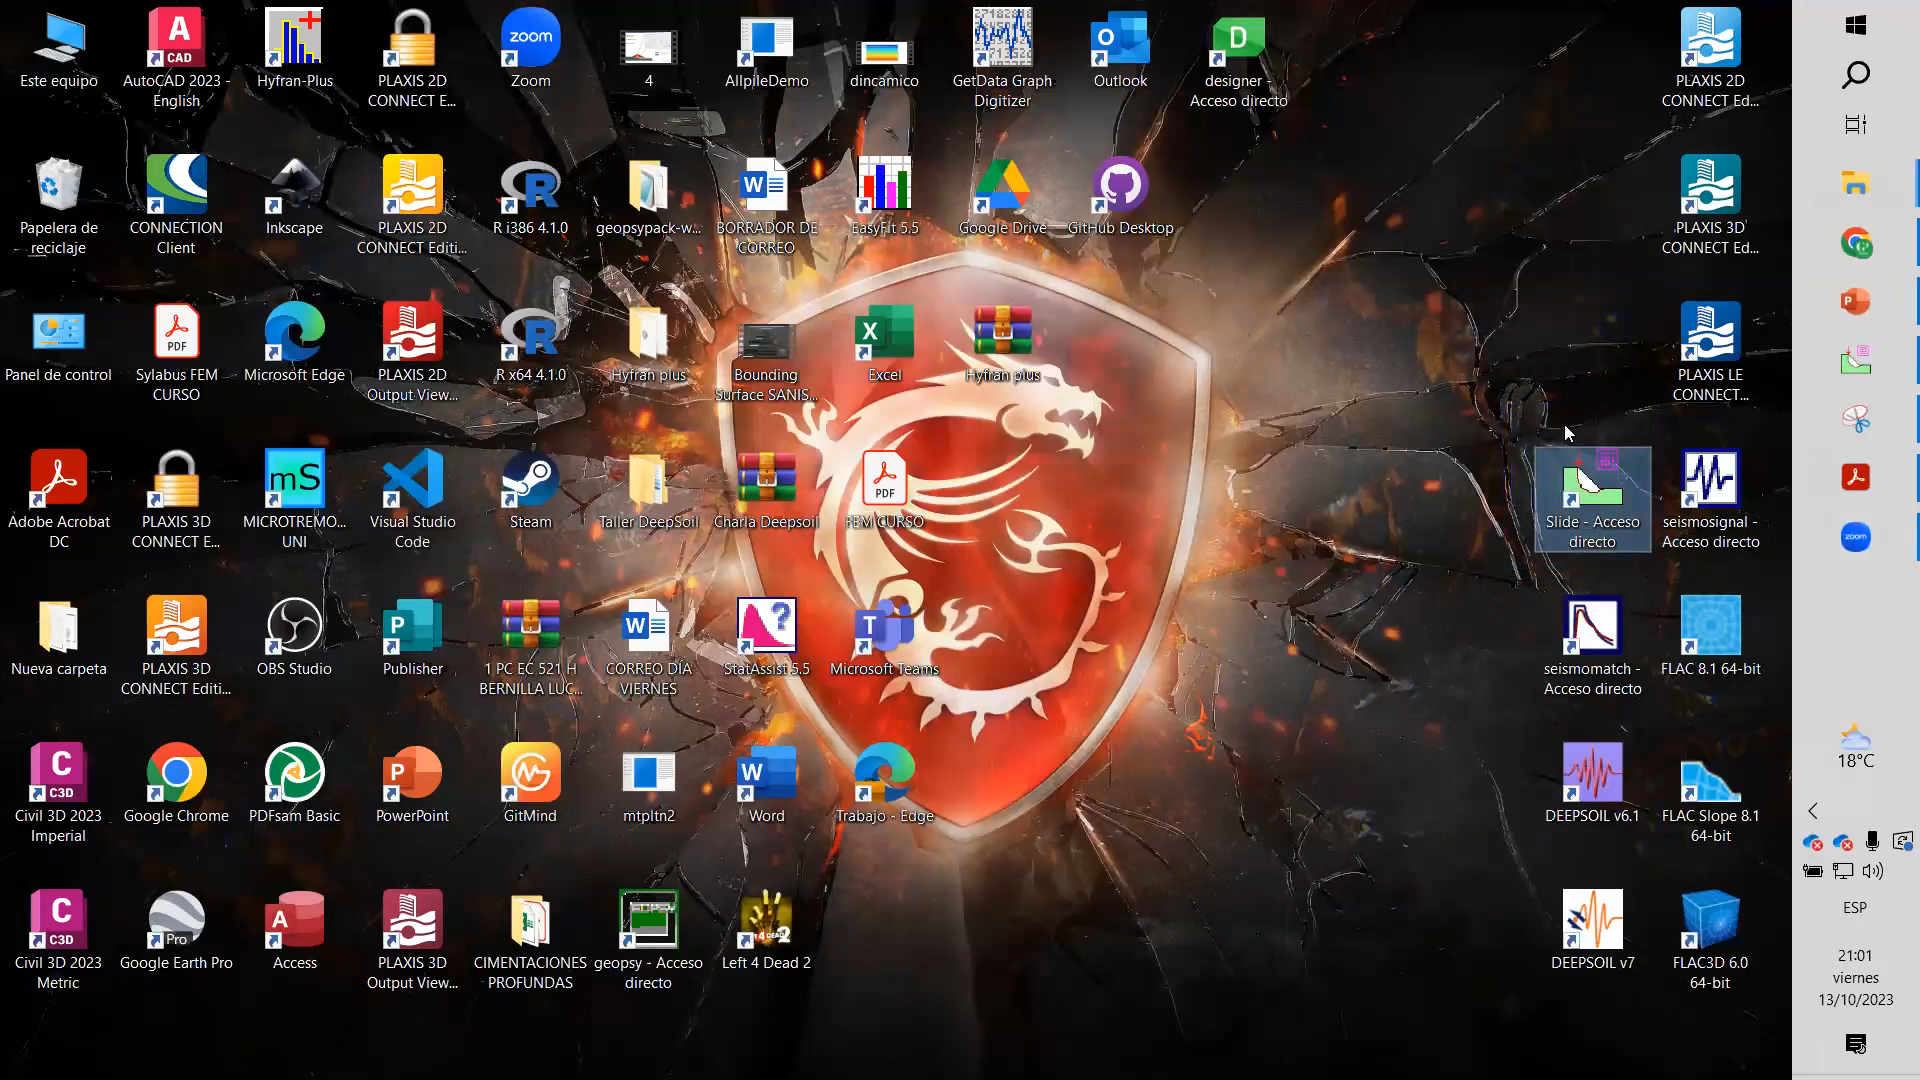 Este equipo
AutoCAD 2023 -
English
Hyfran-Plus
PLAXIS 2D
CONNECT E...
zoom
Zoom
4
AllpileDemo
dincamico
GetData Graph
Digitizer
Outlook
designer -
Acceso directo
PLAXIS 2D
CONNECT Ed...
Papelera de
reciclaje
CONNECTION
Client
Inkscape
PLAXIS 2D
CONNECT Editi...
R i386 4.1.0
geopsypack-w...
BORRADOR DE
CORREO
EasyFit 5.5
Google Drive
GitHub Desktop
PLAXIS 3D
CONNECT Ed...
Panel de control
PDF
Sylabus FEM
CURSO
Microsoft Edge
PLAXIS 2D
Output View...
R x64 4.1.0
Hyfran plus
Bounding
Surface SANIS...
Excel
Hyfran plus
PLAXIS LE
CONNECT...
Adobe Acrobat
DC
PLAXIS 3D
CONNECT E...
mS
MICROTREMO...
UNI
Visual Studio
Code
Steam
Taller DeepSoil
Charla Deepsoil
PDF
FEM CURSO
Slide - Acceso
directo
seismosignal -
Acceso directo
Nueva carpeta
PLAXIS 3D
CONNECT Editi...
OBS Studio
Publisher
1 PC EC 521 H
BERNILLA LUC...
CORREO DÍA
VIERNES
StatAssist 5.5
Microsoft Teams
seismomatch -
Acceso directo
FLAC 8.1 64-bit
Civil 3D 2023
Imperial
Google Chrome
PDFsam Basic
PowerPoint
GitMind
mtpltn2
Word
Trabajo - Edge
DEEPSOIL v6.1
FLAC Slope 8.1
64-bit
Civil 3D 2023
Metric
Pro
Google Earth Pro
Access
PLAXIS 3D
Output View...
CIMENTACIONES
PROFUNDAS
geopsy - Acceso
directo
Left 4 Dead 2
DEEPSOIL v7
FLAC3D 6.0
64-bit
zoom
18°C
ESP
21:01
viernes
13/10/2023